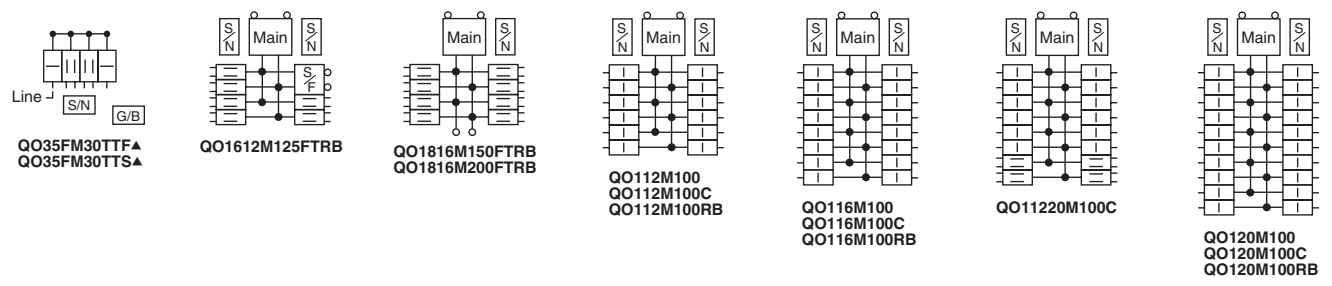 Line
S/N
G/B
QO35FM30TTF▲
QO35FM30TTS▲
S/N
Main
S/N
S/F
QO1612M125FTRB
Main
S/N
QO1816M150FTRB
QO1816M200FTRB
S/N
Main
S/N
QO112M100
QO112M100C
QO112M100RB
S/N
Main
S/N
QO116M100
QO116M100C
QO116M100RB
S/N
Main
S/N
QO11220M100C
S/N
Main
S/N
QO120M100
QO120M100C
QO120M100RB